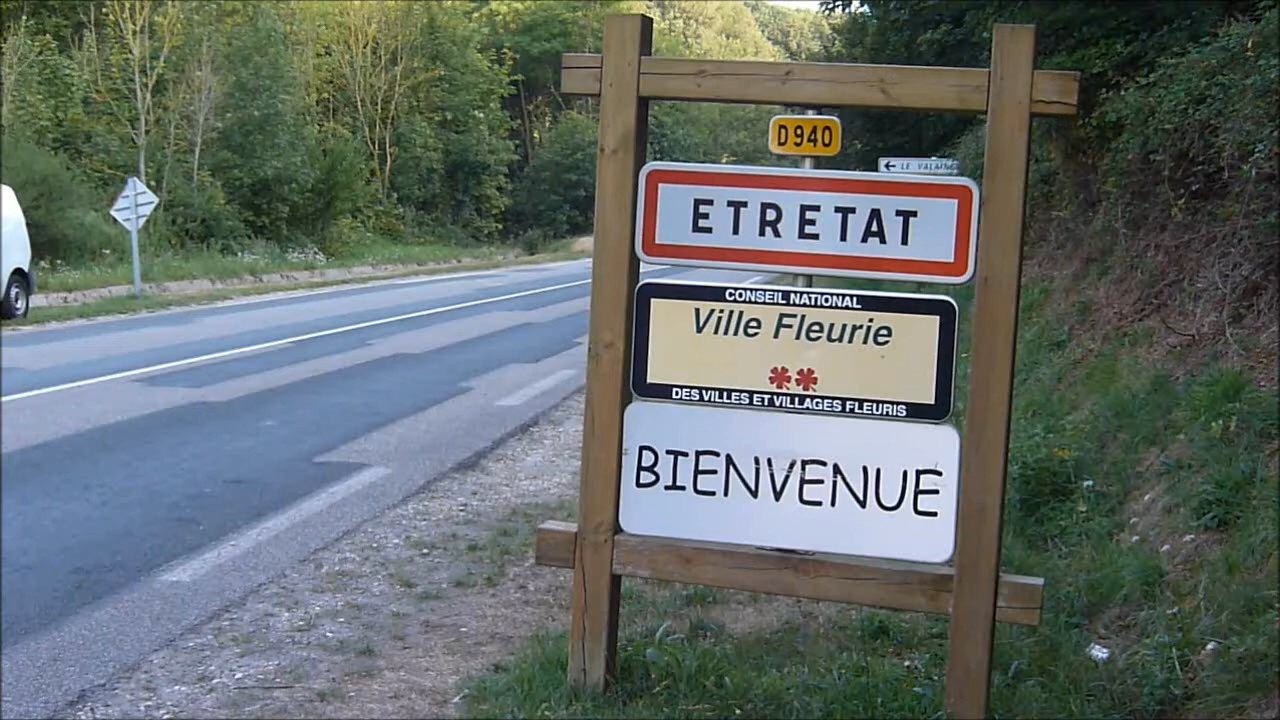 D940
← LE VALAINE
ETRETAT
CONSEIL NATIONAL
Ville Fleurie
DES VILLES ET VILLAGES FLEURIS
BIENVENUE